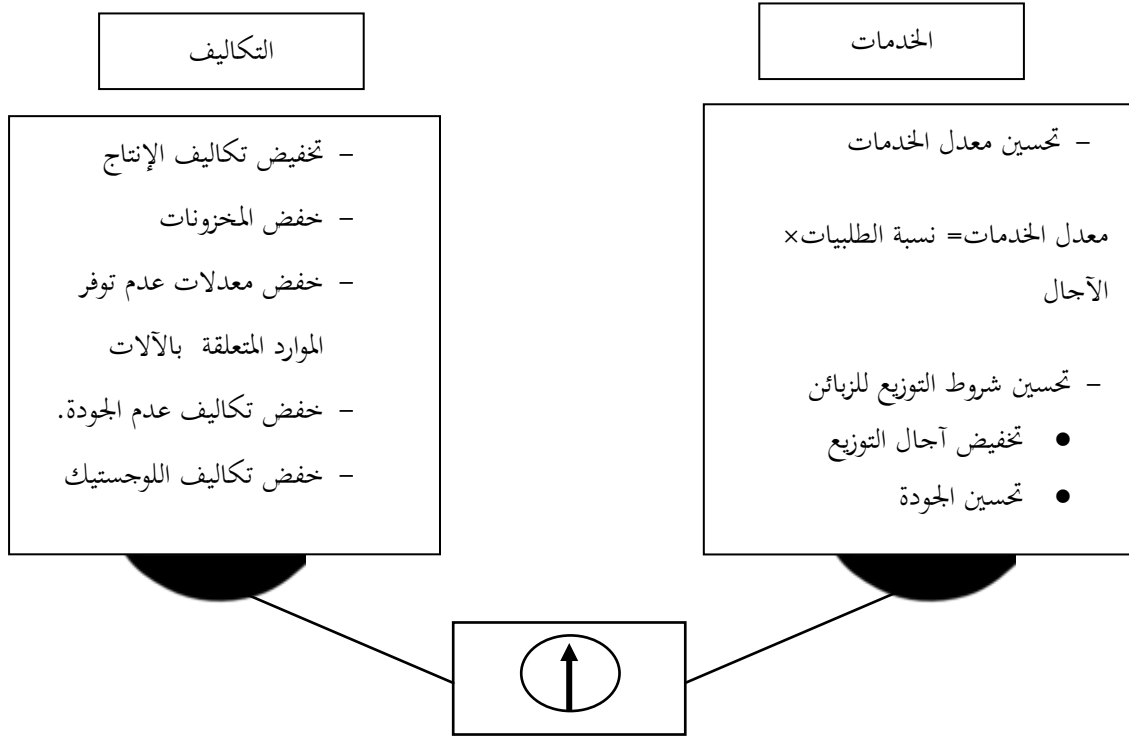 الخدمات
– تحسين معدل الخدمات
معدل الخدمات= نسبة الطلبيات×
الآجال
– تحسين شروط التوزيع للزبائن
● تخفيض آجال التوزيع
● تحسين الجودة
التكاليف
– تخفيض تكاليف الإنتاج
– خفض المخزونات
– خفض معدلات عدم توفر
الموارد المتعلقة بالآلات
– خفض تكاليف عدم الجودة.
– خفض تكاليف اللوجستيك